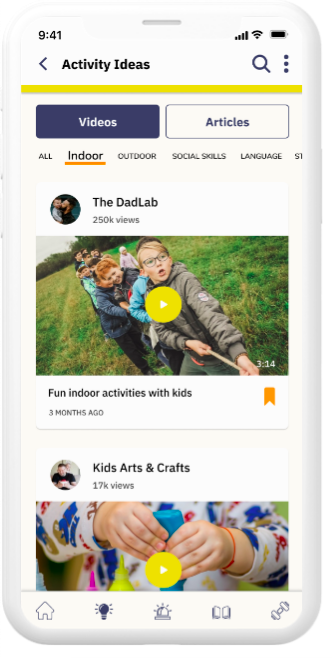 9:41
Activity Ideas
Videos Articles
ALL Indoor OUTDOOR SOCIAL SKILLS LANGUAGE ST
The DadLab
250k views
3:14
Fun indoor activities with kids
3 MONTHS AGO
Kids Arts & Crafts
17k views